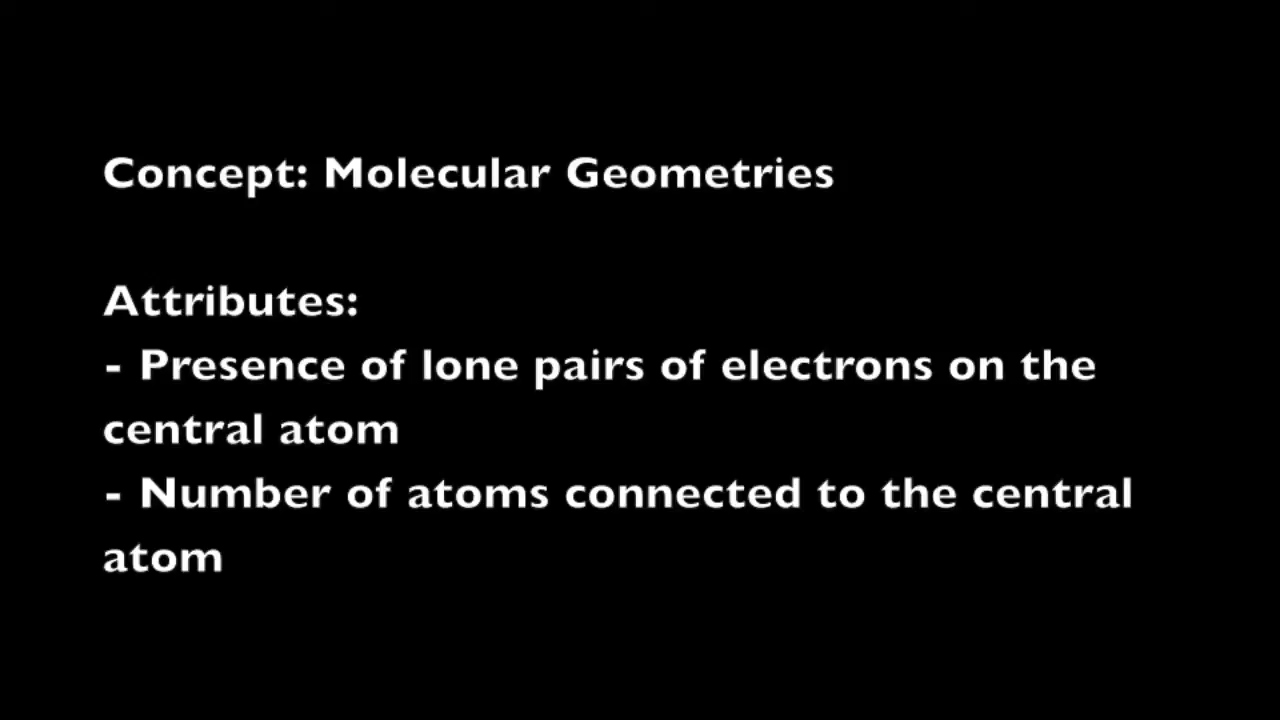 Concept: Molecular Geometries
Attributes:
- Presence of lone pairs of electrons on the
central atom
- Number of atoms connected to the central
atom